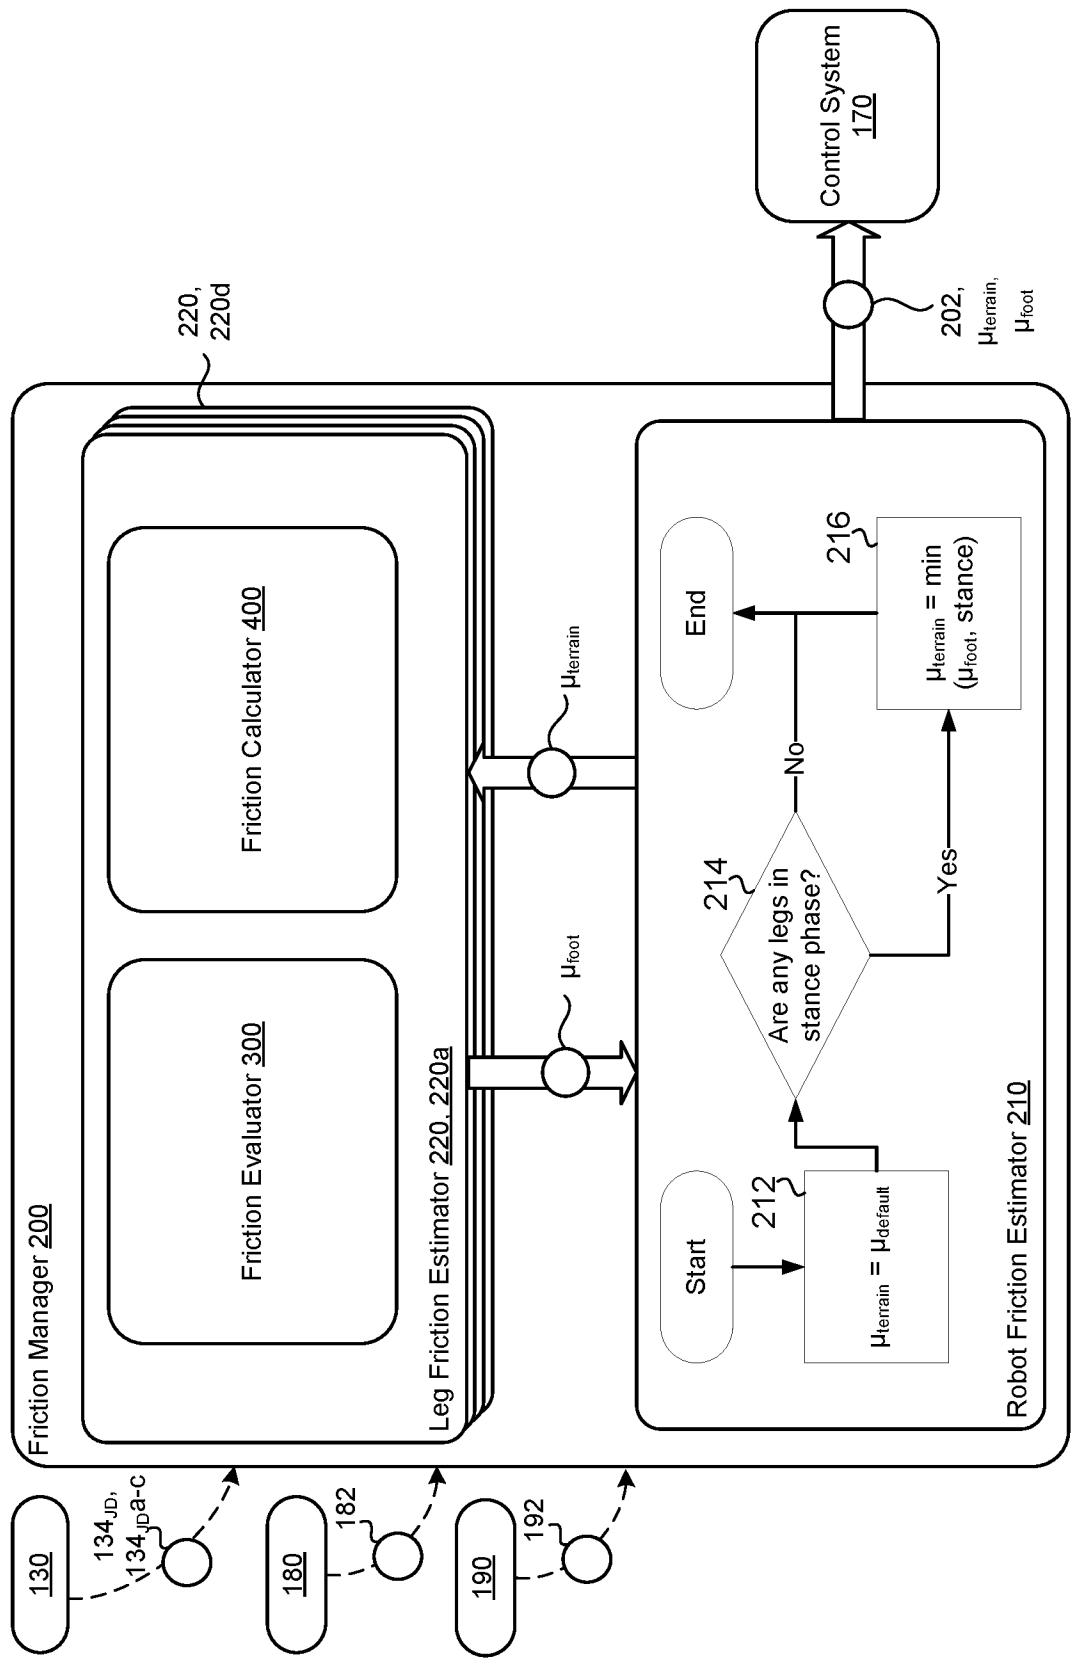 Friction Manager 200
130
134JD,
134JDa-c
180
182
190
192
Leg Friction Estimator 220, 220a
Friction Evaluator 300
Friction Calculator 400
220,
220d
μfoot
μterrain
Robot Friction Estimator 210
Start
212
μterrain = μdefault
214
Are any legs in
stance phase?
No
Yes
End
216
μterrain = min
(μfoot, stance)
202,
μterrain,
μfoot
Control System
170